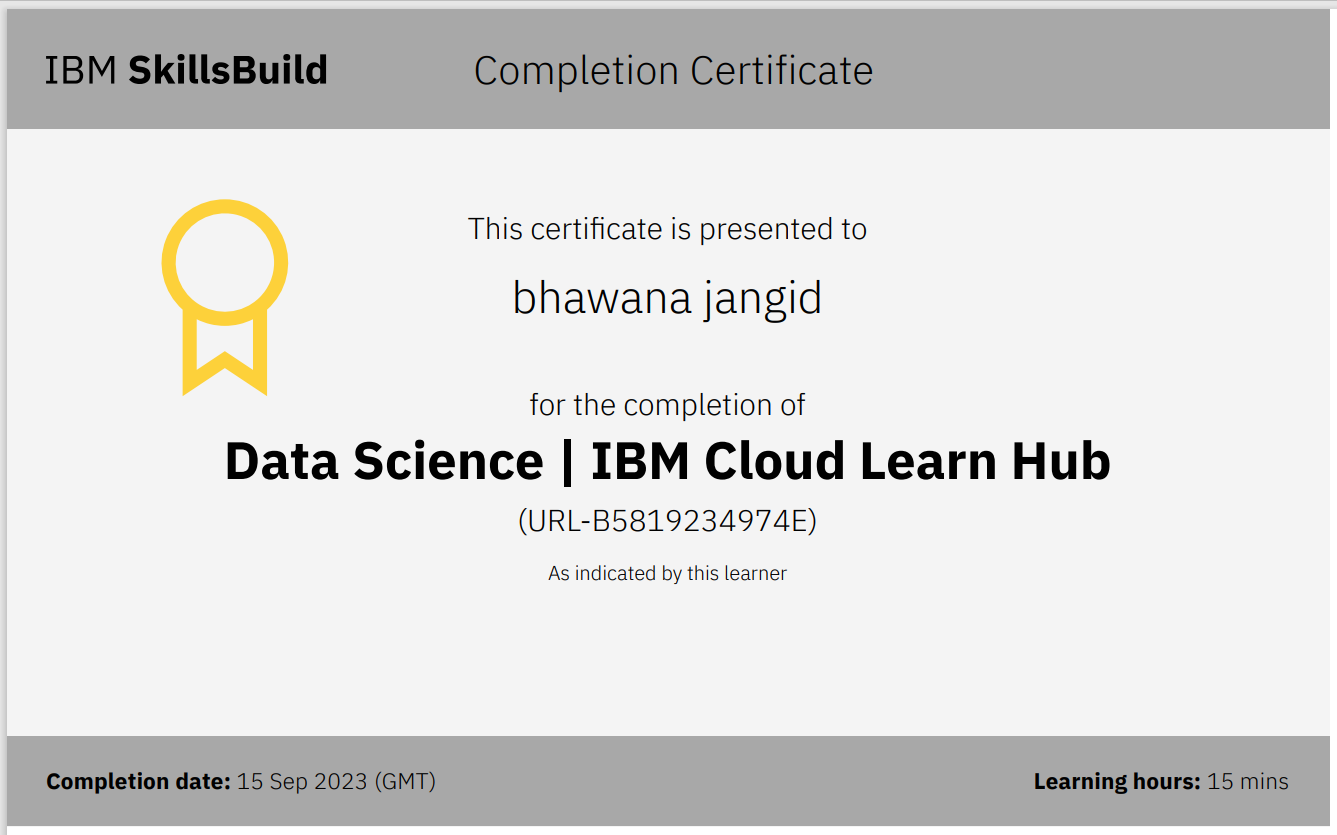 IBM SkillsBuild Completion Certificate
This certificate is presented to
bhawana jangid
for the completion of
Data Science | IBM Cloud Learn Hub
(URL-B5819234974E)
As indicated by this learner
Completion date: 15 Sep 2023 (GMT) Learning hours: 15 mins